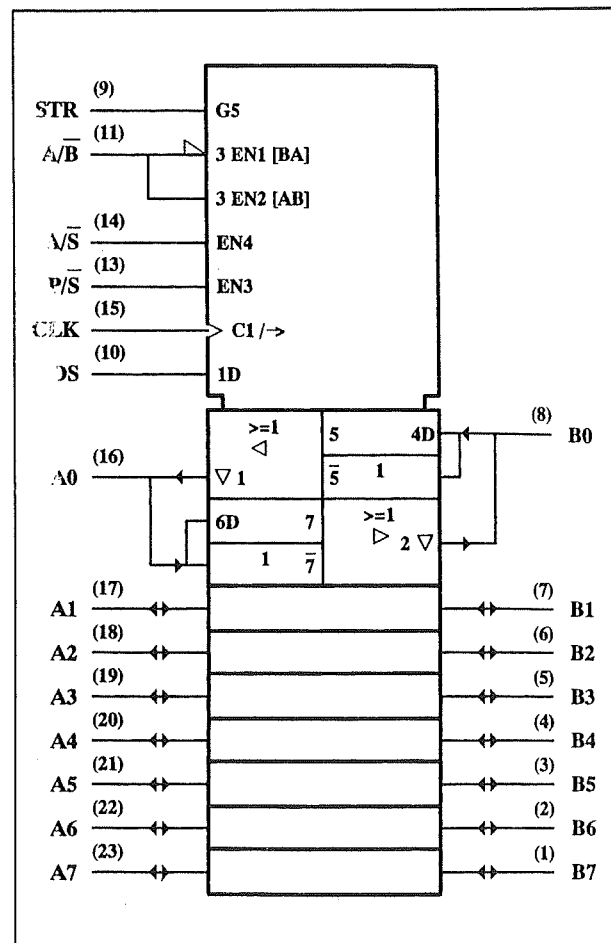 (9)
STR G5
(11)
A/B̅ 3 EN1 [BA]
3 EN2 [AB]
(14)
A/S̅ EN4
(13)
P/S̅ EN3
(15)
CLK C1 /→
(10)
DS 1D
>=1 5 4D (8) B0
(16)
A0 ▽ 1 5̅ 1
6D 7 >=1
1 7̅ 2 ▽
(17) (7)
A1 B1
(18) (6)
A2 B2
(19) (5)
A3 B3
(20) (4)
A4 B4
(21) (3)
A5 B5
(22) (2)
A6 B6
(23) (1)
A7 B7